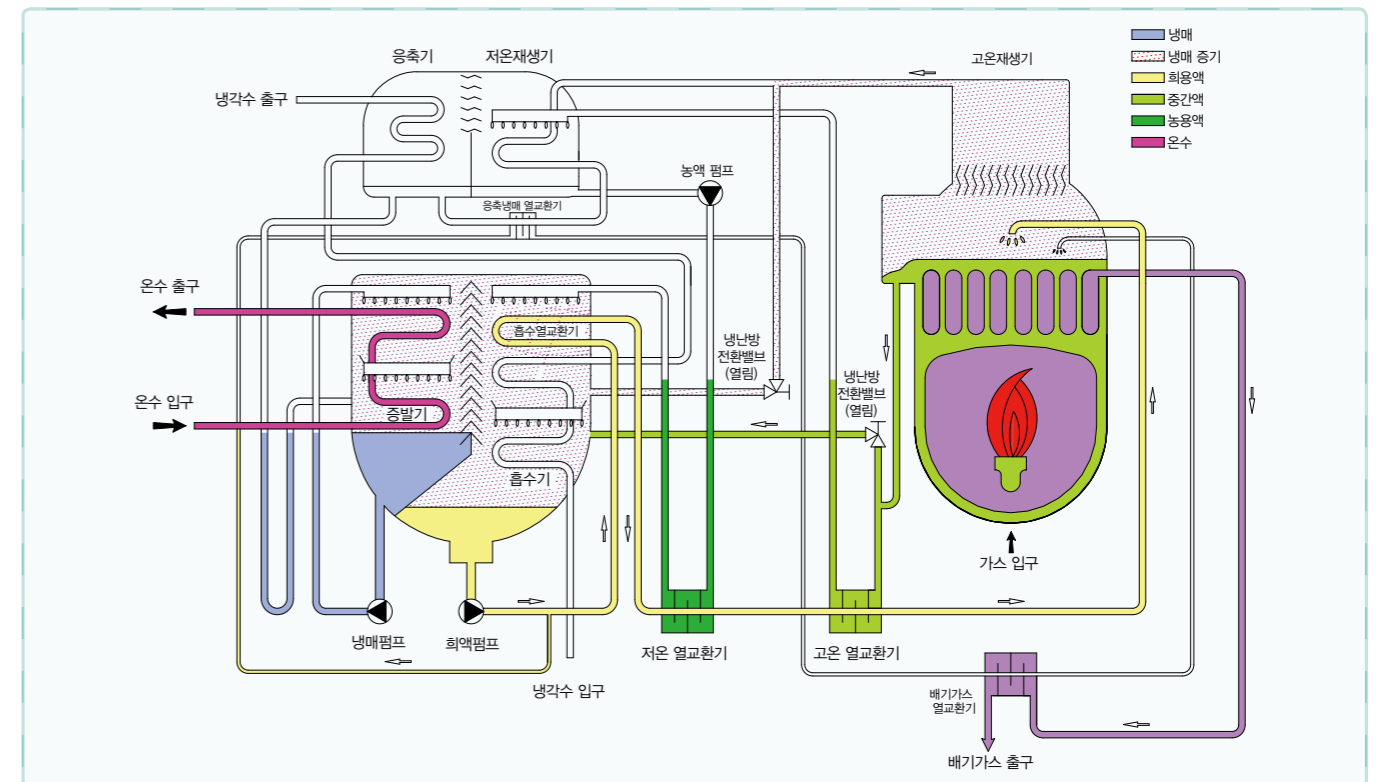 응축기
저온재생기
고온재생기
냉매
냉매 증기
희용액
중간액
농용액
온수
냉각수 출구
농액 펌프
응축냉매 열교환기
온수 출구
흡수열교환기
냉난방
전환밸브
(열림)
냉난방
전환밸브
(열림)
온수 입구
증발기
흡수기
가스 입구
냉매펌프
희액펌프
저온 열교환기
고온 열교환기
냉각수 입구
배기가스
열교환기
배기가스 출구